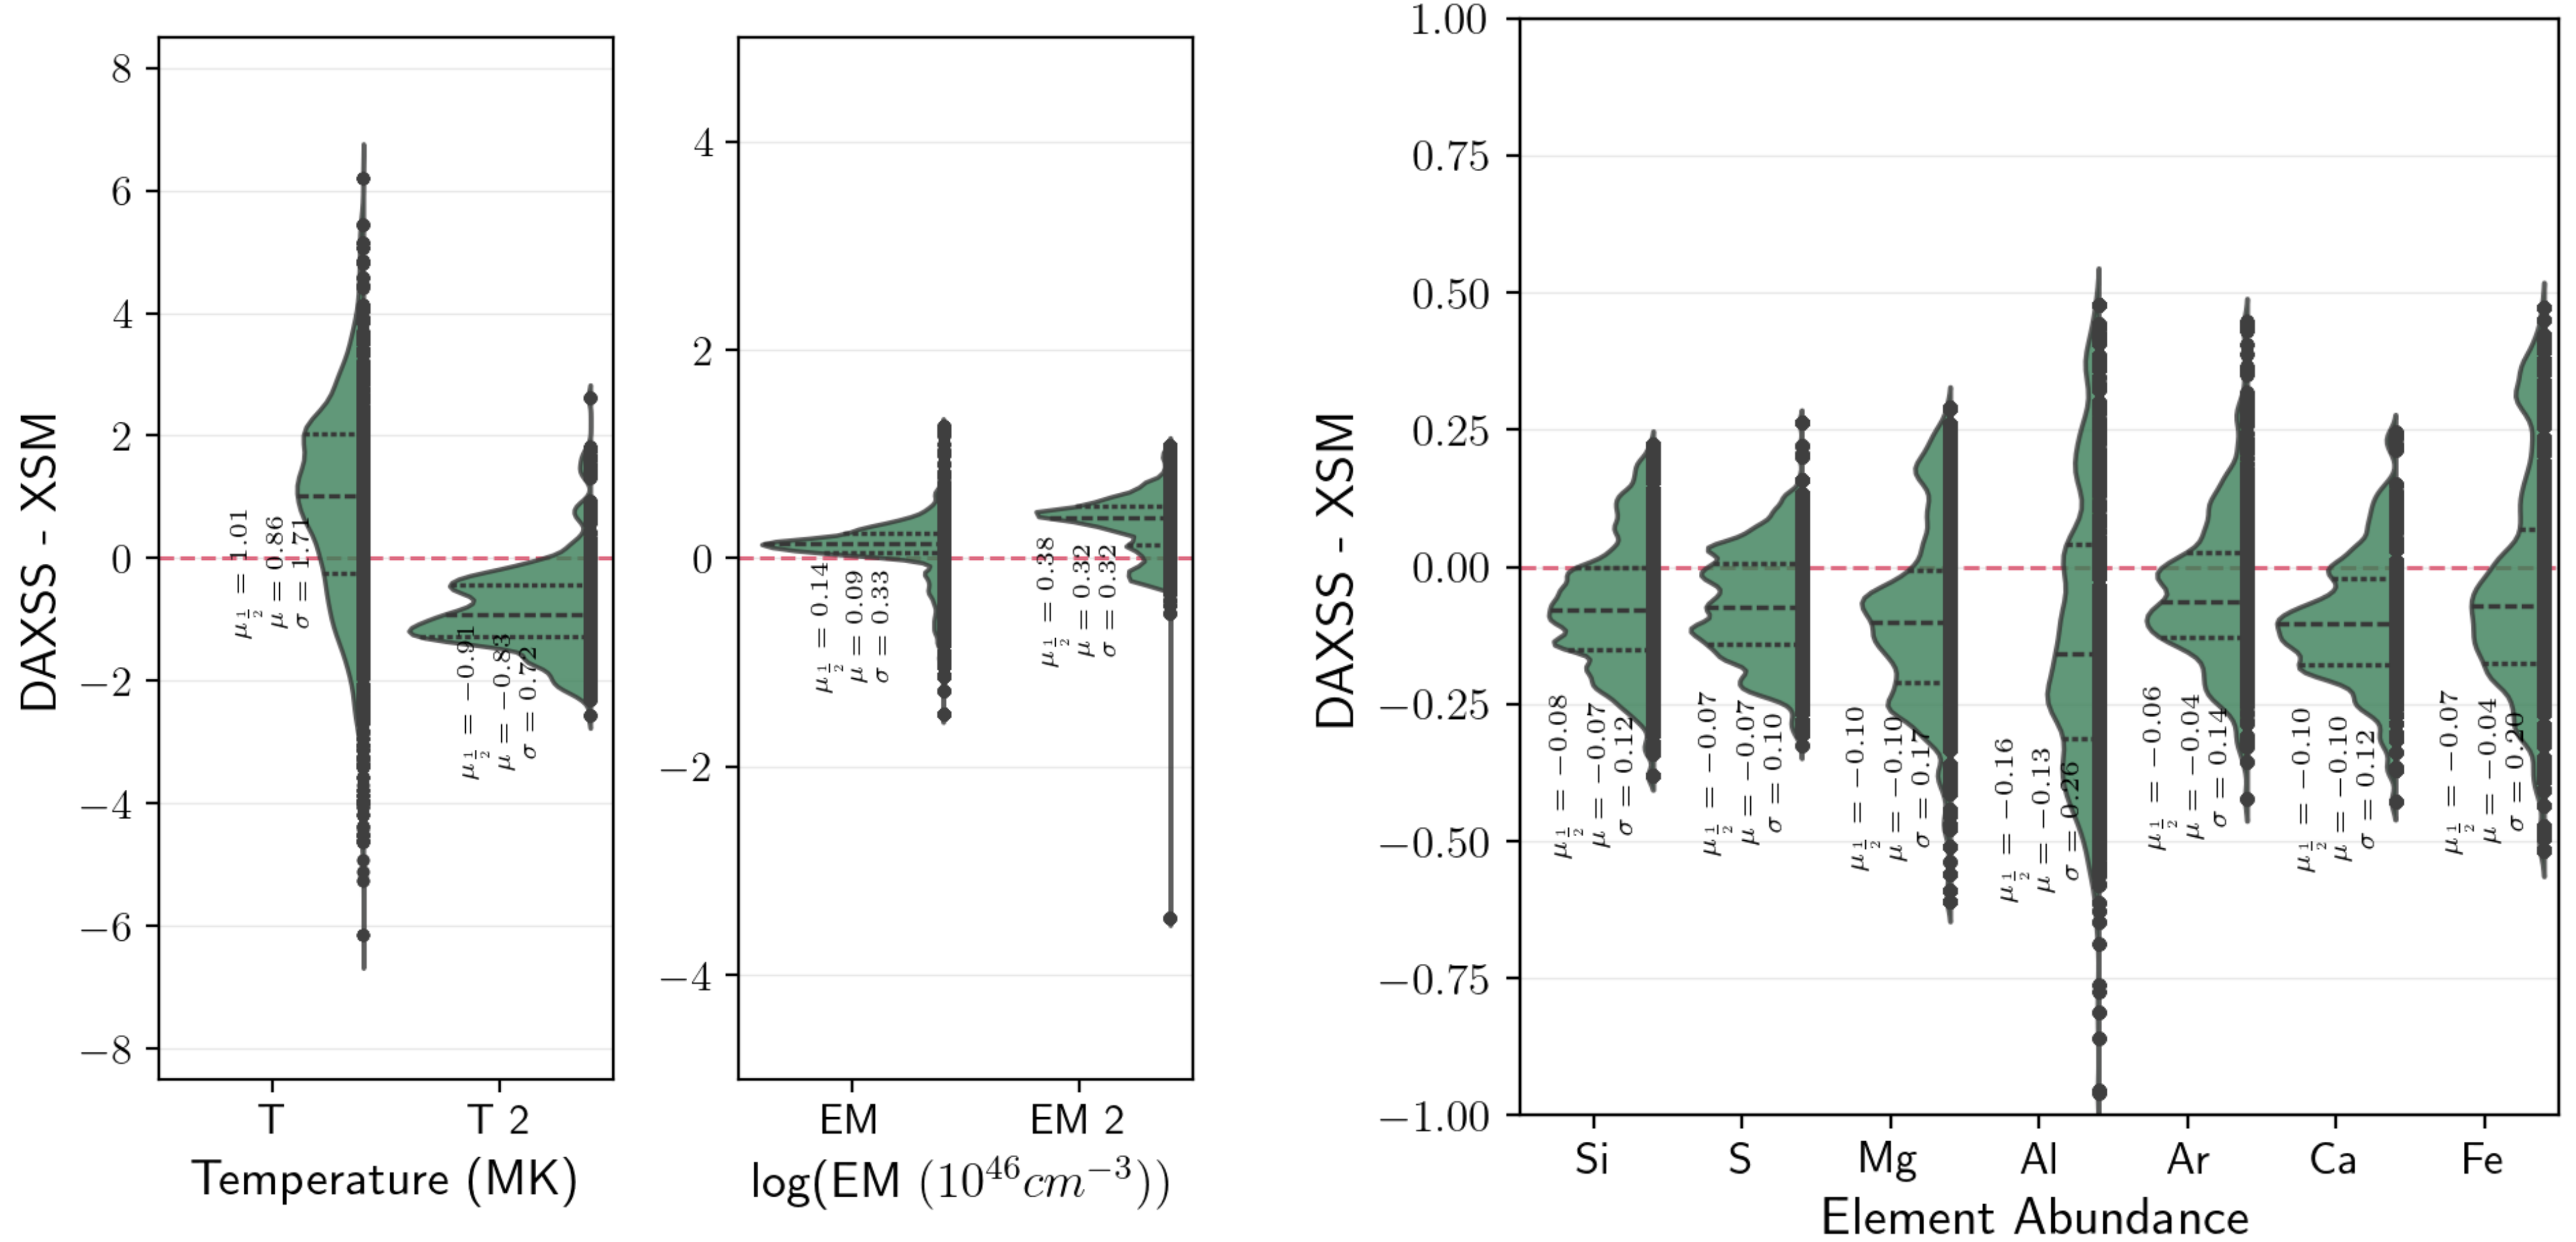 DAXSS - XSM
8
6
4
2
0
−2
−4
−6
−8
μ½ = 1.01
μ = 0.86
σ = 1.71
μ½ = −0.91
μ = −0.83
σ = 0.72
T
T 2
Temperature (MK)
4
2
0
−2
−4
μ½ = 0.14
μ = 0.09
σ = 0.33
μ½ = 0.38
μ = 0.32
σ = 0.32
EM
EM 2
log(EM (10⁴⁶cm⁻³))
DAXSS - XSM
1.00
0.75
0.50
0.25
0.00
−0.25
−0.50
−0.75
−1.00
μ½ = −0.08
μ = −0.07
σ = 0.12
μ½ = −0.07
μ = −0.07
σ = 0.10
μ½ = −0.10
μ = −0.10
σ = 0.17
μ½ = −0.16
μ = −0.13
σ = 0.26
μ½ = −0.06
μ = −0.04
σ = 0.14
μ½ = −0.10
μ = −0.10
σ = 0.12
μ½ = −0.07
μ = −0.04
σ = 0.20
Si
S
Mg
Al
Ar
Ca
Fe
Element Abundance